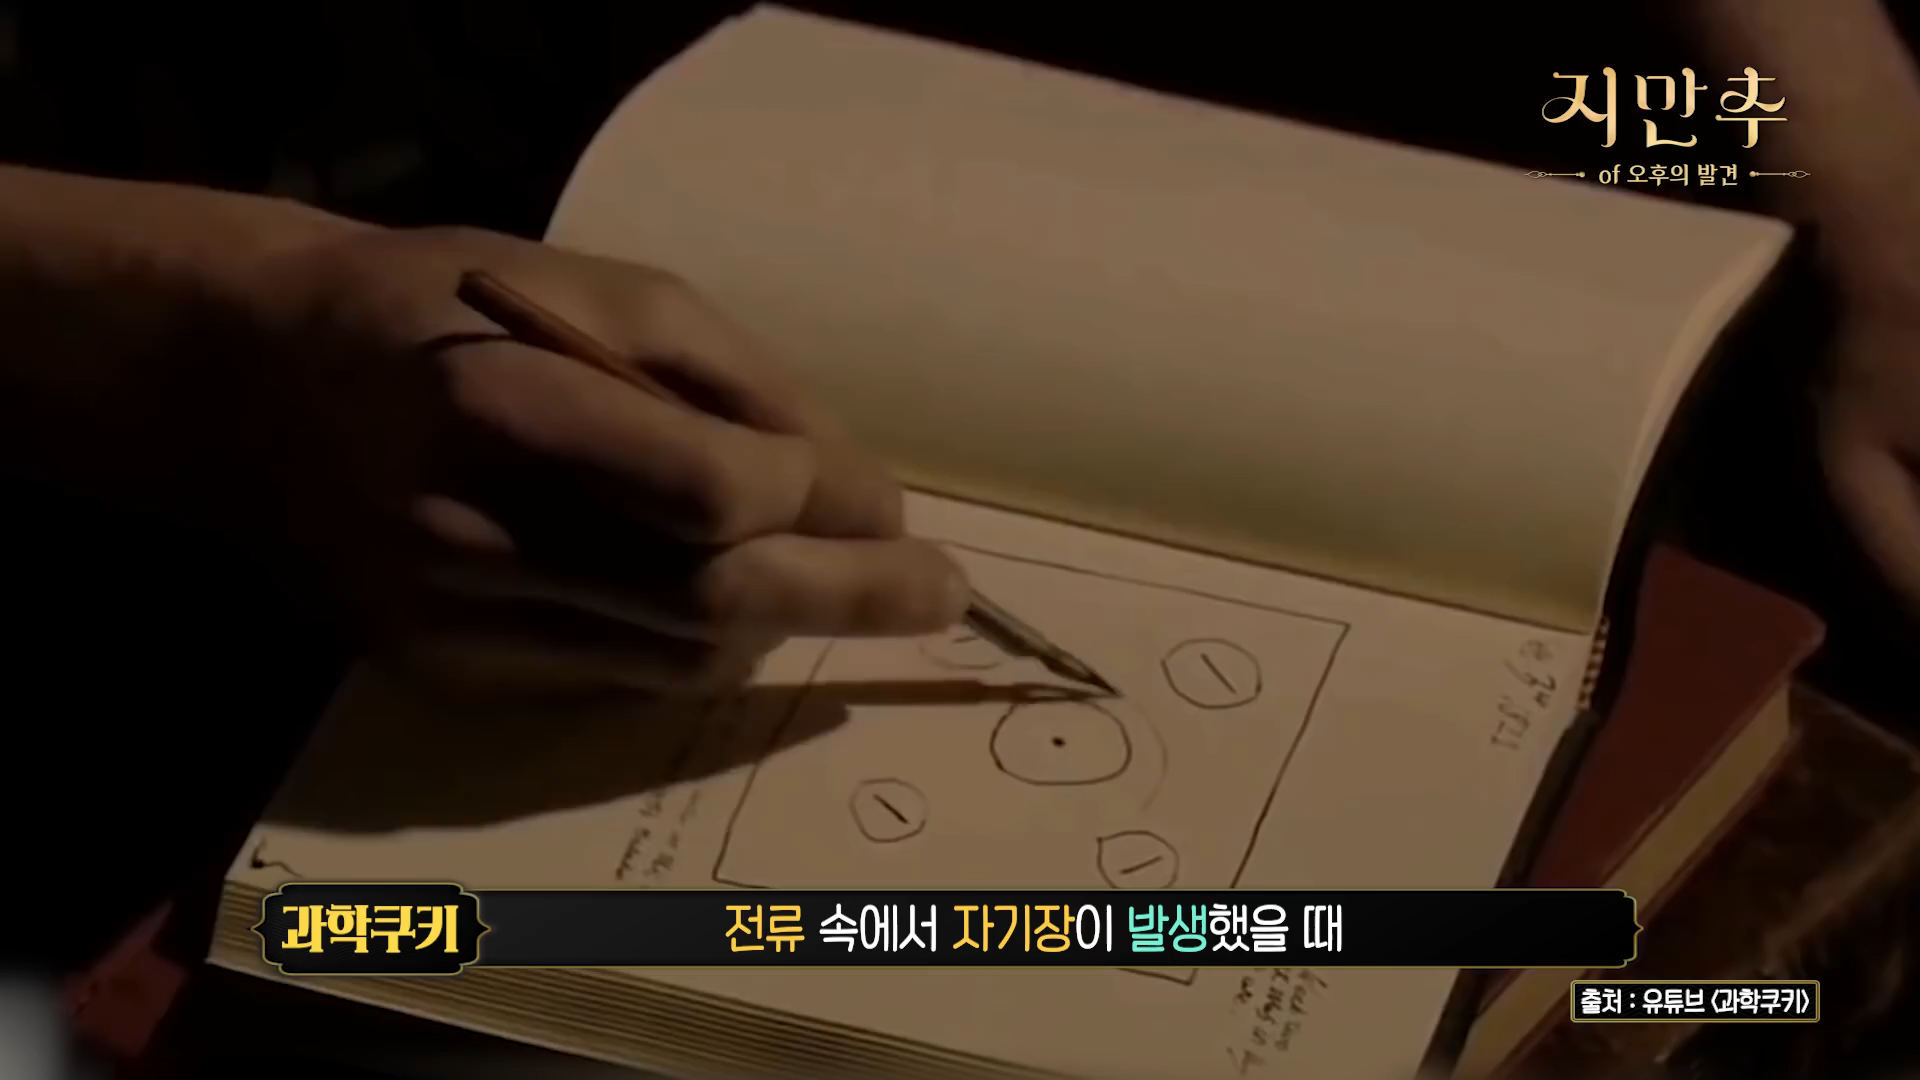 지만추
of 오후의 발견
과학쿠키
전류 속에서 자기장이 발생했을 때
출처 : 유튜브 〈과학쿠키〉